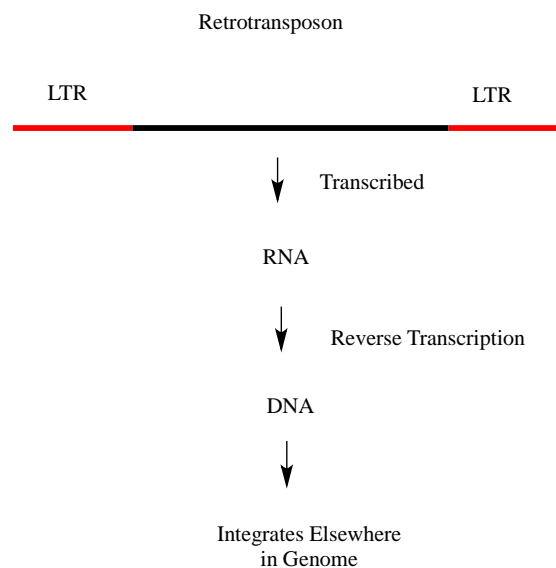 Retrotransposon
LTR
LTR
Transcribed
RNA
Reverse Transcription
DNA
Integrates Elsewhere
in Genome